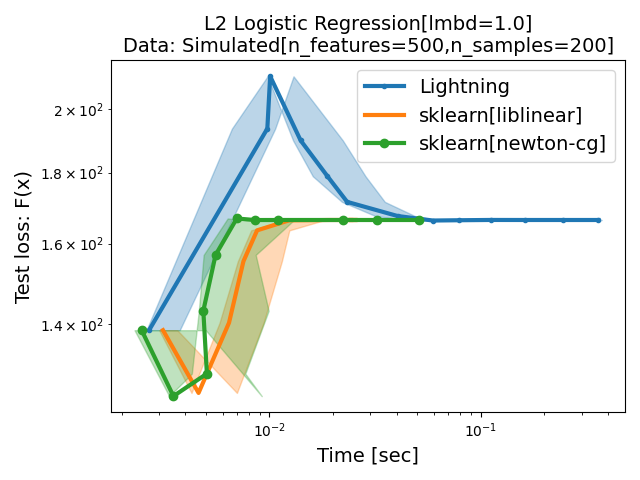 L2 Logistic Regression[lmbd=1.0]
Data: Simulated[n_features=500,n_samples=200]
Lightning
sklearn[liblinear]
sklearn[newton-cg]
Test loss: F(x)
2 × 10²
1.8 × 10²
1.6 × 10²
1.4 × 10²
10⁻²
10⁻¹
Time [sec]